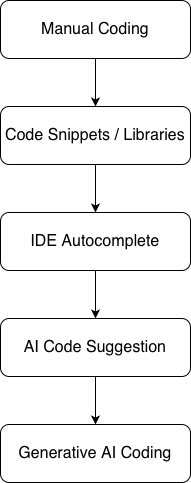 Manual Coding
Code Snippets / Libraries
IDE Autocomplete
AI Code Suggestion
Generative AI Coding